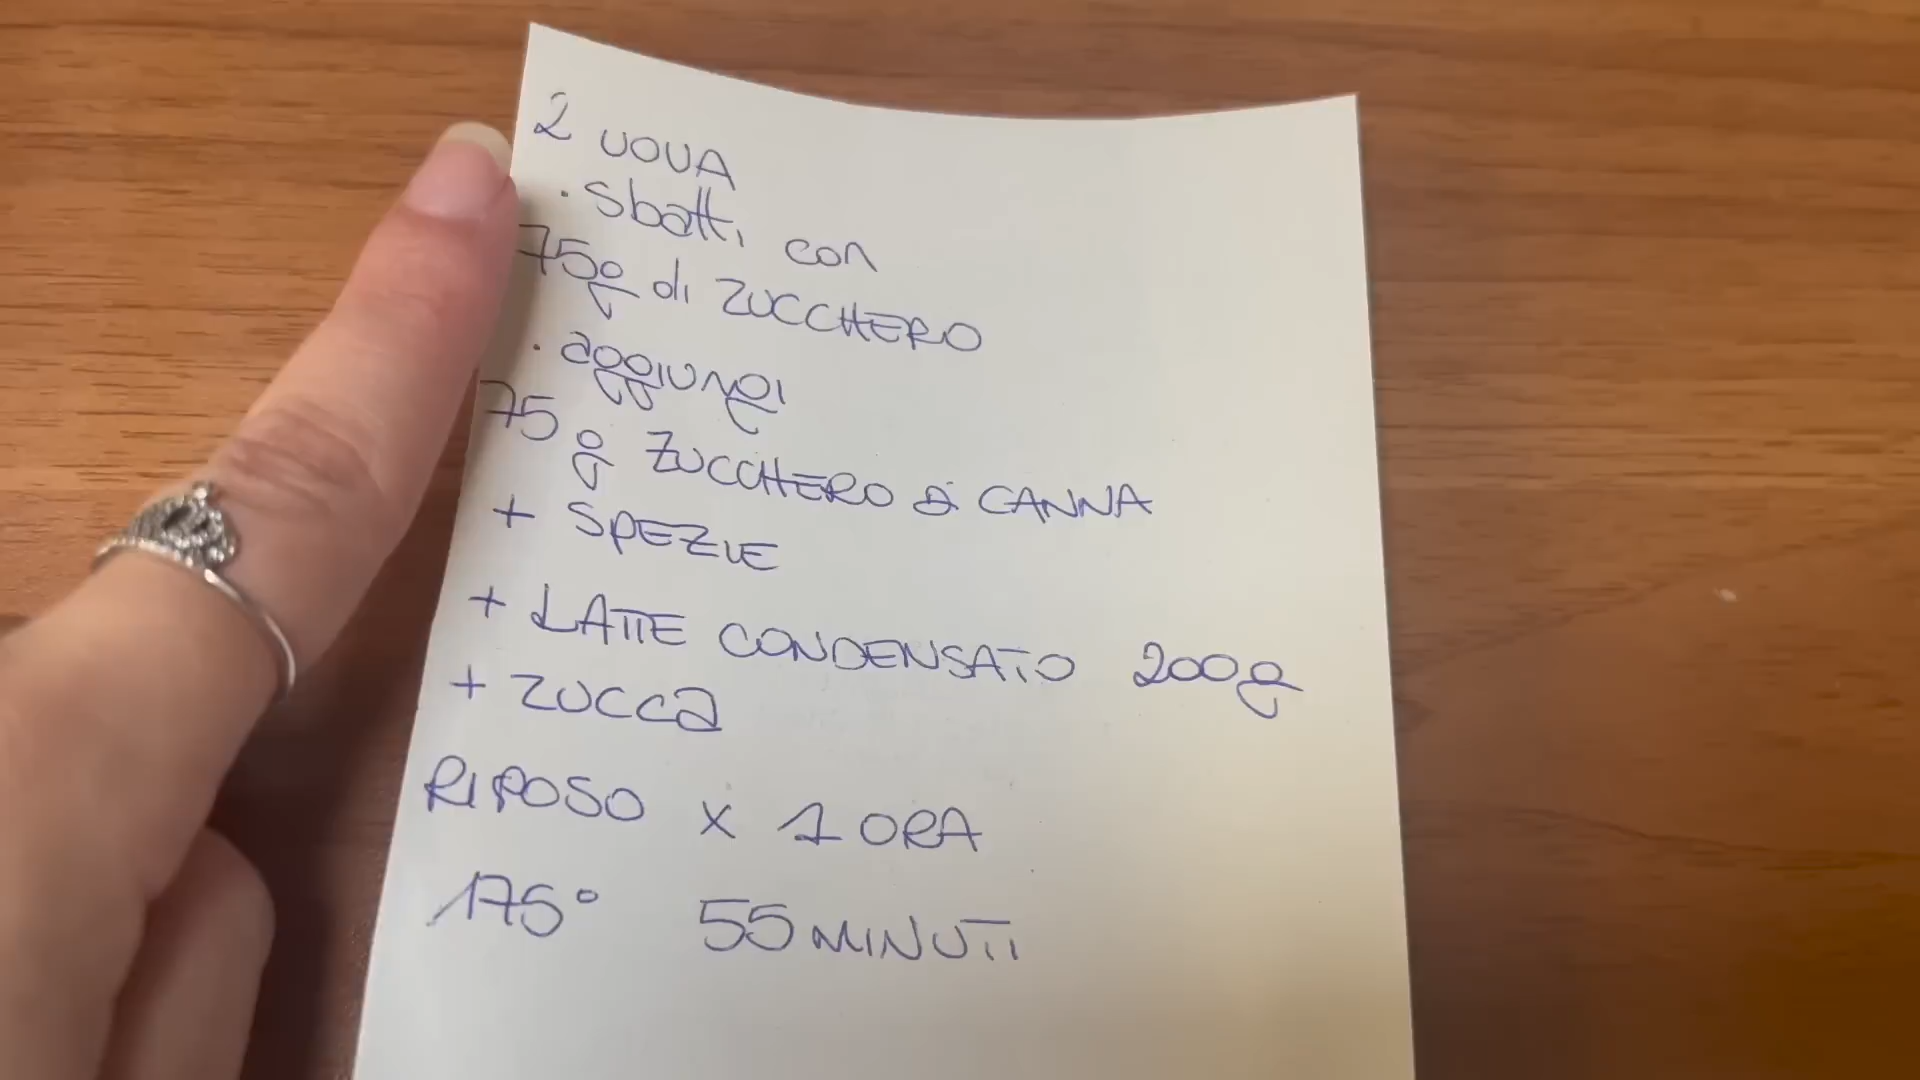 2 UOVA
· Sbatti con
75g di ZUCCHERO
· aggiungi
75 g ZUCCHERO DI CANNA
+ SPEZIE
+ LATTE CONDENSATO 200g
+ ZUCCa
RIPOSO x 1 ORA
175° 55 MINUTI